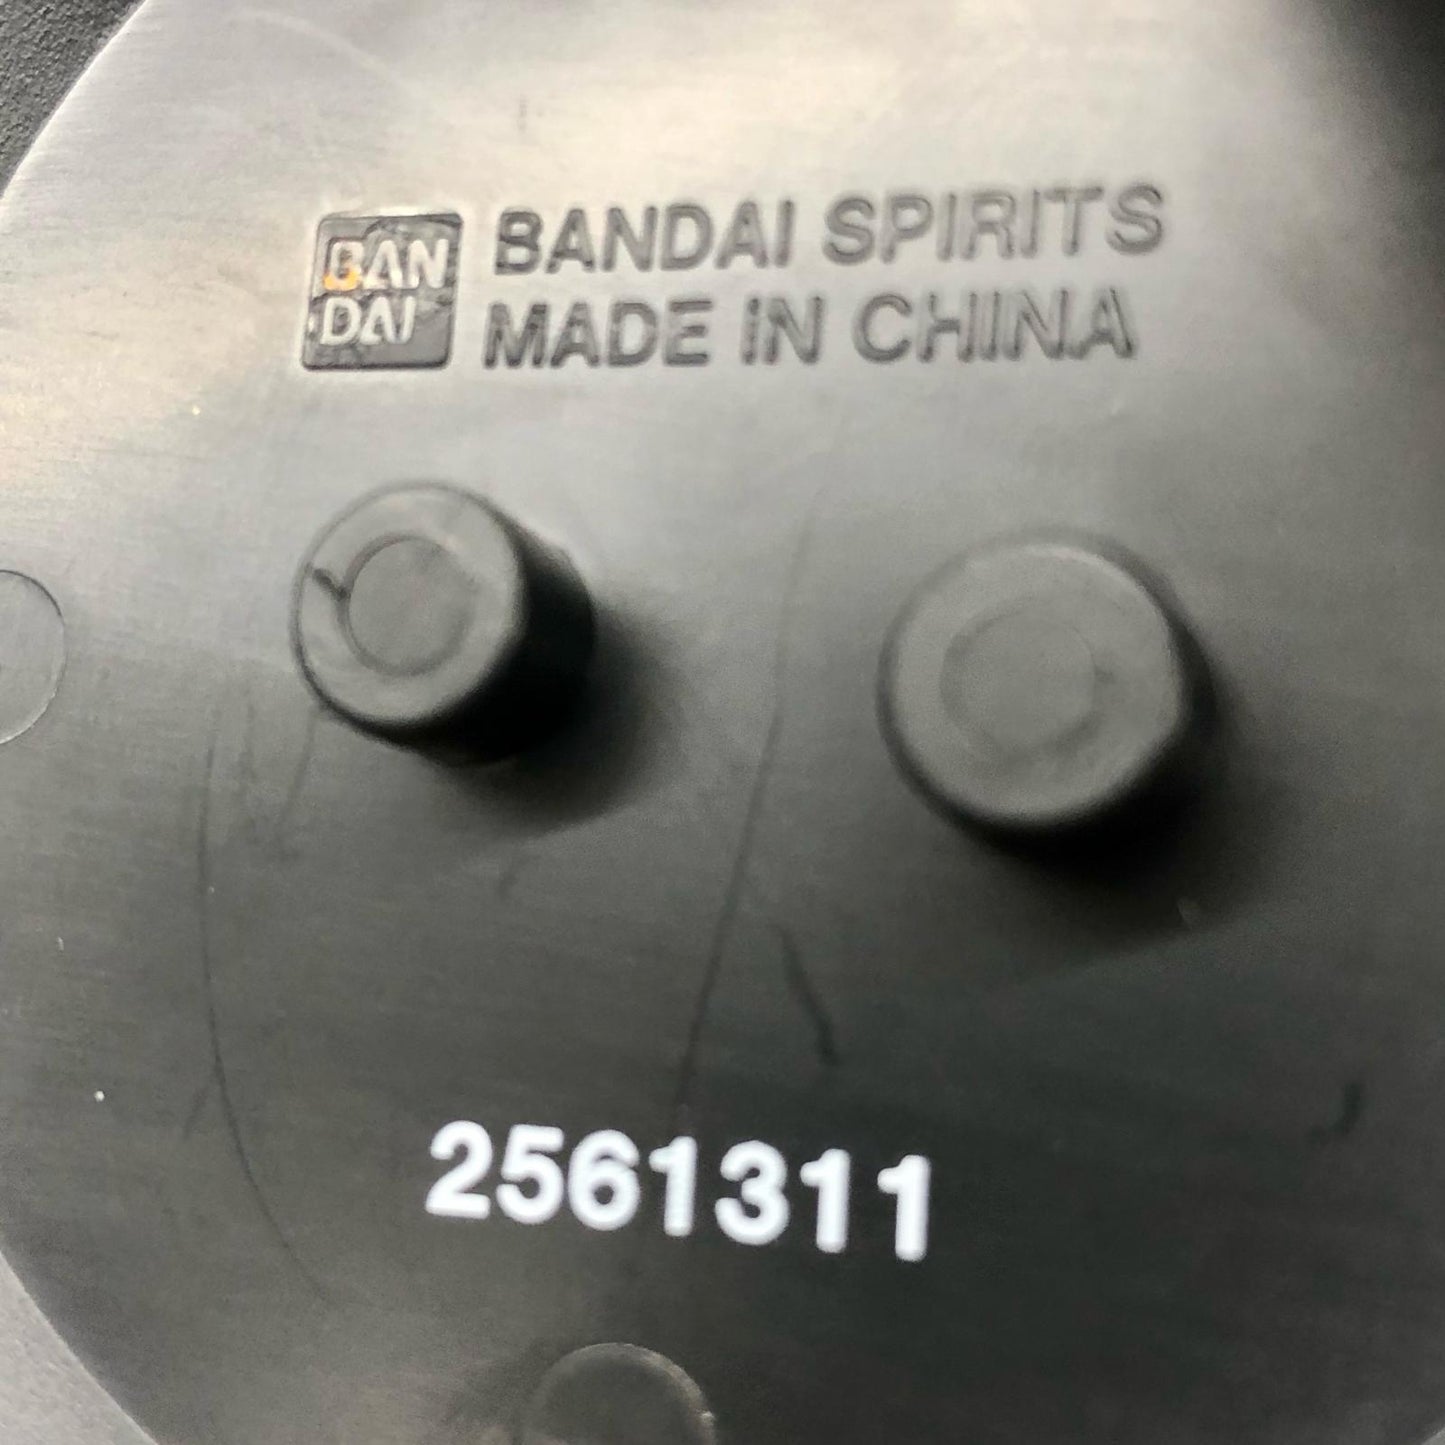 BAN
DAI
BANDAI SPIRITS
MADE IN CHINA
2561311